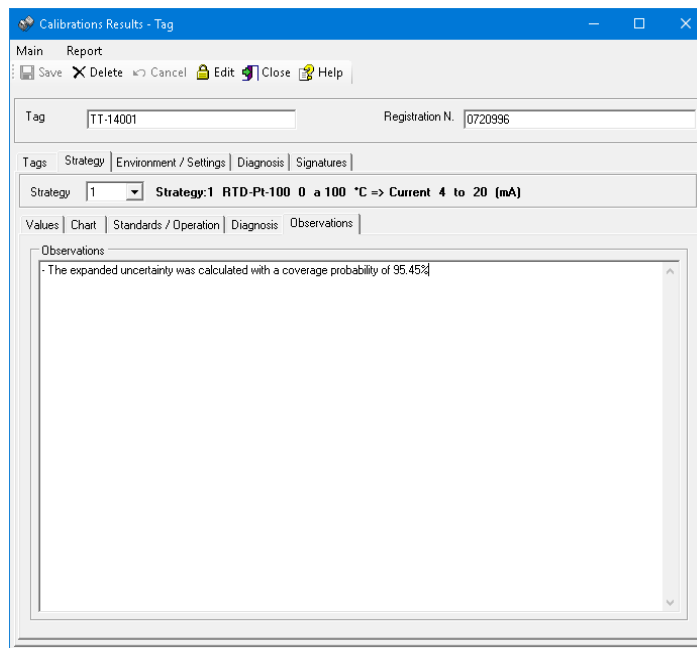 Calibrations Results - Tag
Main Report
Save Delete Cancel Edit Close Help
Tag TT-14001 Registration N. 0720996
Tags Strategy Environment / Settings Diagnosis Signatures
Strategy 1 Strategy:1 RTD-Pt-100 0 a 100 °C => Current 4 to 20 (mA)
Values Chart Standards / Operation Diagnosis Observations
Observations
- The expanded uncertainty was calculated with a coverage probability of 95.45%